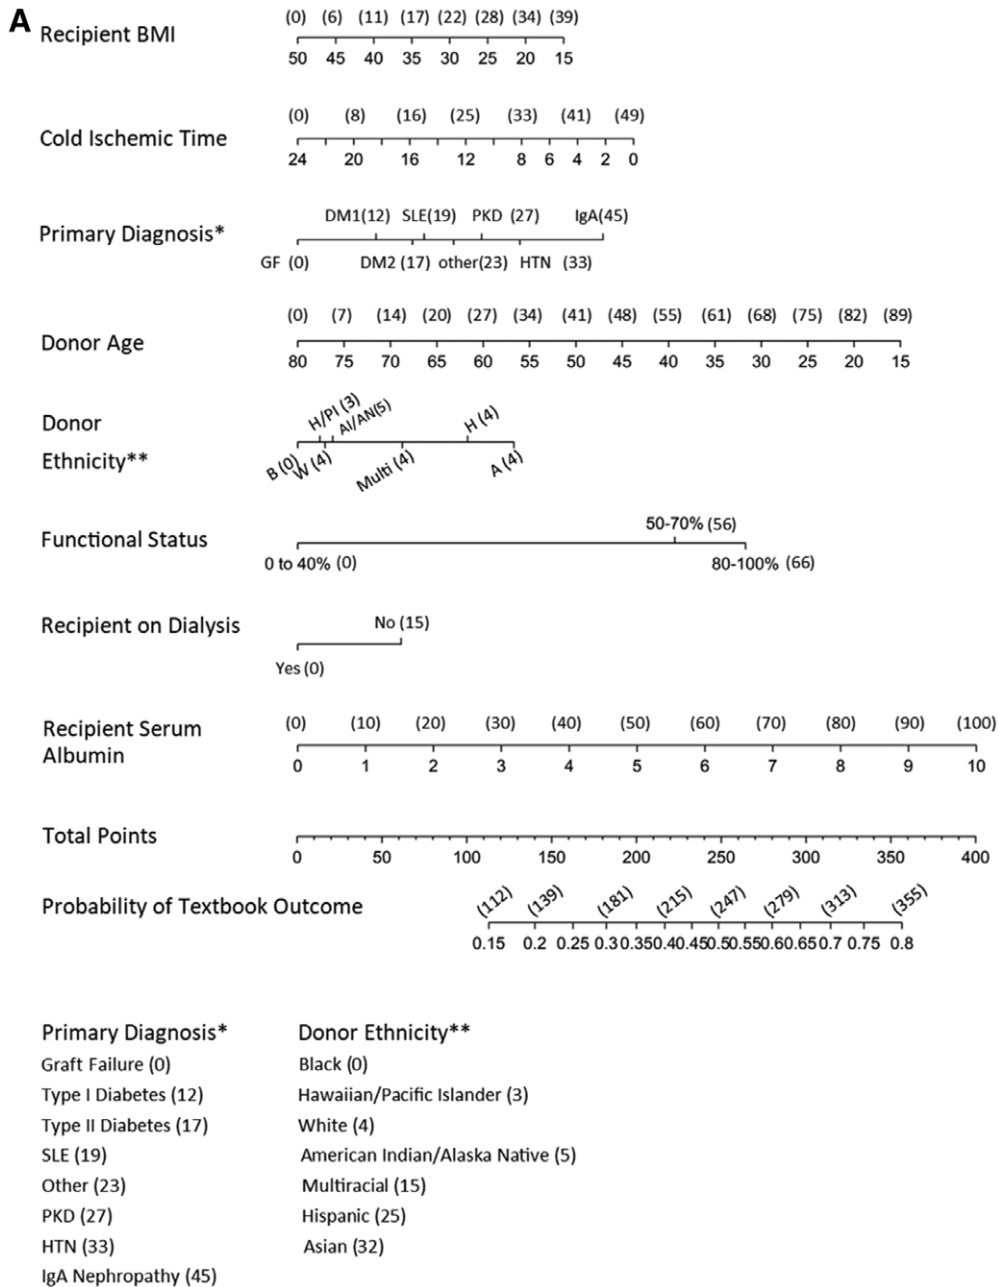 A
Recipient BMI
(0) (6) (11) (17) (22) (28) (34) (39)
50 45 40 35 30 25 20 15
Cold Ischemic Time
(0) (8) (16) (25) (33) (41) (49)
24 20 16 12 8 6 4 2 0
Primary Diagnosis*
DM1(12) SLE(19) PKD (27) IgA(45)
GF (0) DM2 (17) other(23) HTN (33)
Donor Age
(0) (7) (14) (20) (27) (34) (41) (48) (55) (61) (68) (75) (82) (89)
80 75 70 65 60 55 50 45 40 35 30 25 20 15
Donor
Ethnicity**
H/PI (3) AI/AN(5) H (4)
B (0) W (4) Multi (4) A (4)
Functional Status
50-70% (56)
0 to 40% (0) 80-100% (66)
Recipient on Dialysis
No (15)
Yes (0)
Recipient Serum
Albumin
(0) (10) (20) (30) (40) (50) (60) (70) (80) (90) (100)
0 1 2 3 4 5 6 7 8 9 10
Total Points
0 50 100 150 200 250 300 350 400
Probability of Textbook Outcome
(112) (139) (181) (215) (247) (279) (313) (355)
0.15 0.2 0.25 0.3 0.35 0.4 0.45 0.5 0.55 0.60 0.65 0.7 0.75 0.8
Primary Diagnosis*
Graft Failure (0)
Type I Diabetes (12)
Type II Diabetes (17)
SLE (19)
Other (23)
PKD (27)
HTN (33)
IgA Nephropathy (45)
Donor Ethnicity**
Black (0)
Hawaiian/Pacific Islander (3)
White (4)
American Indian/Alaska Native (5)
Multiracial (15)
Hispanic (25)
Asian (32)